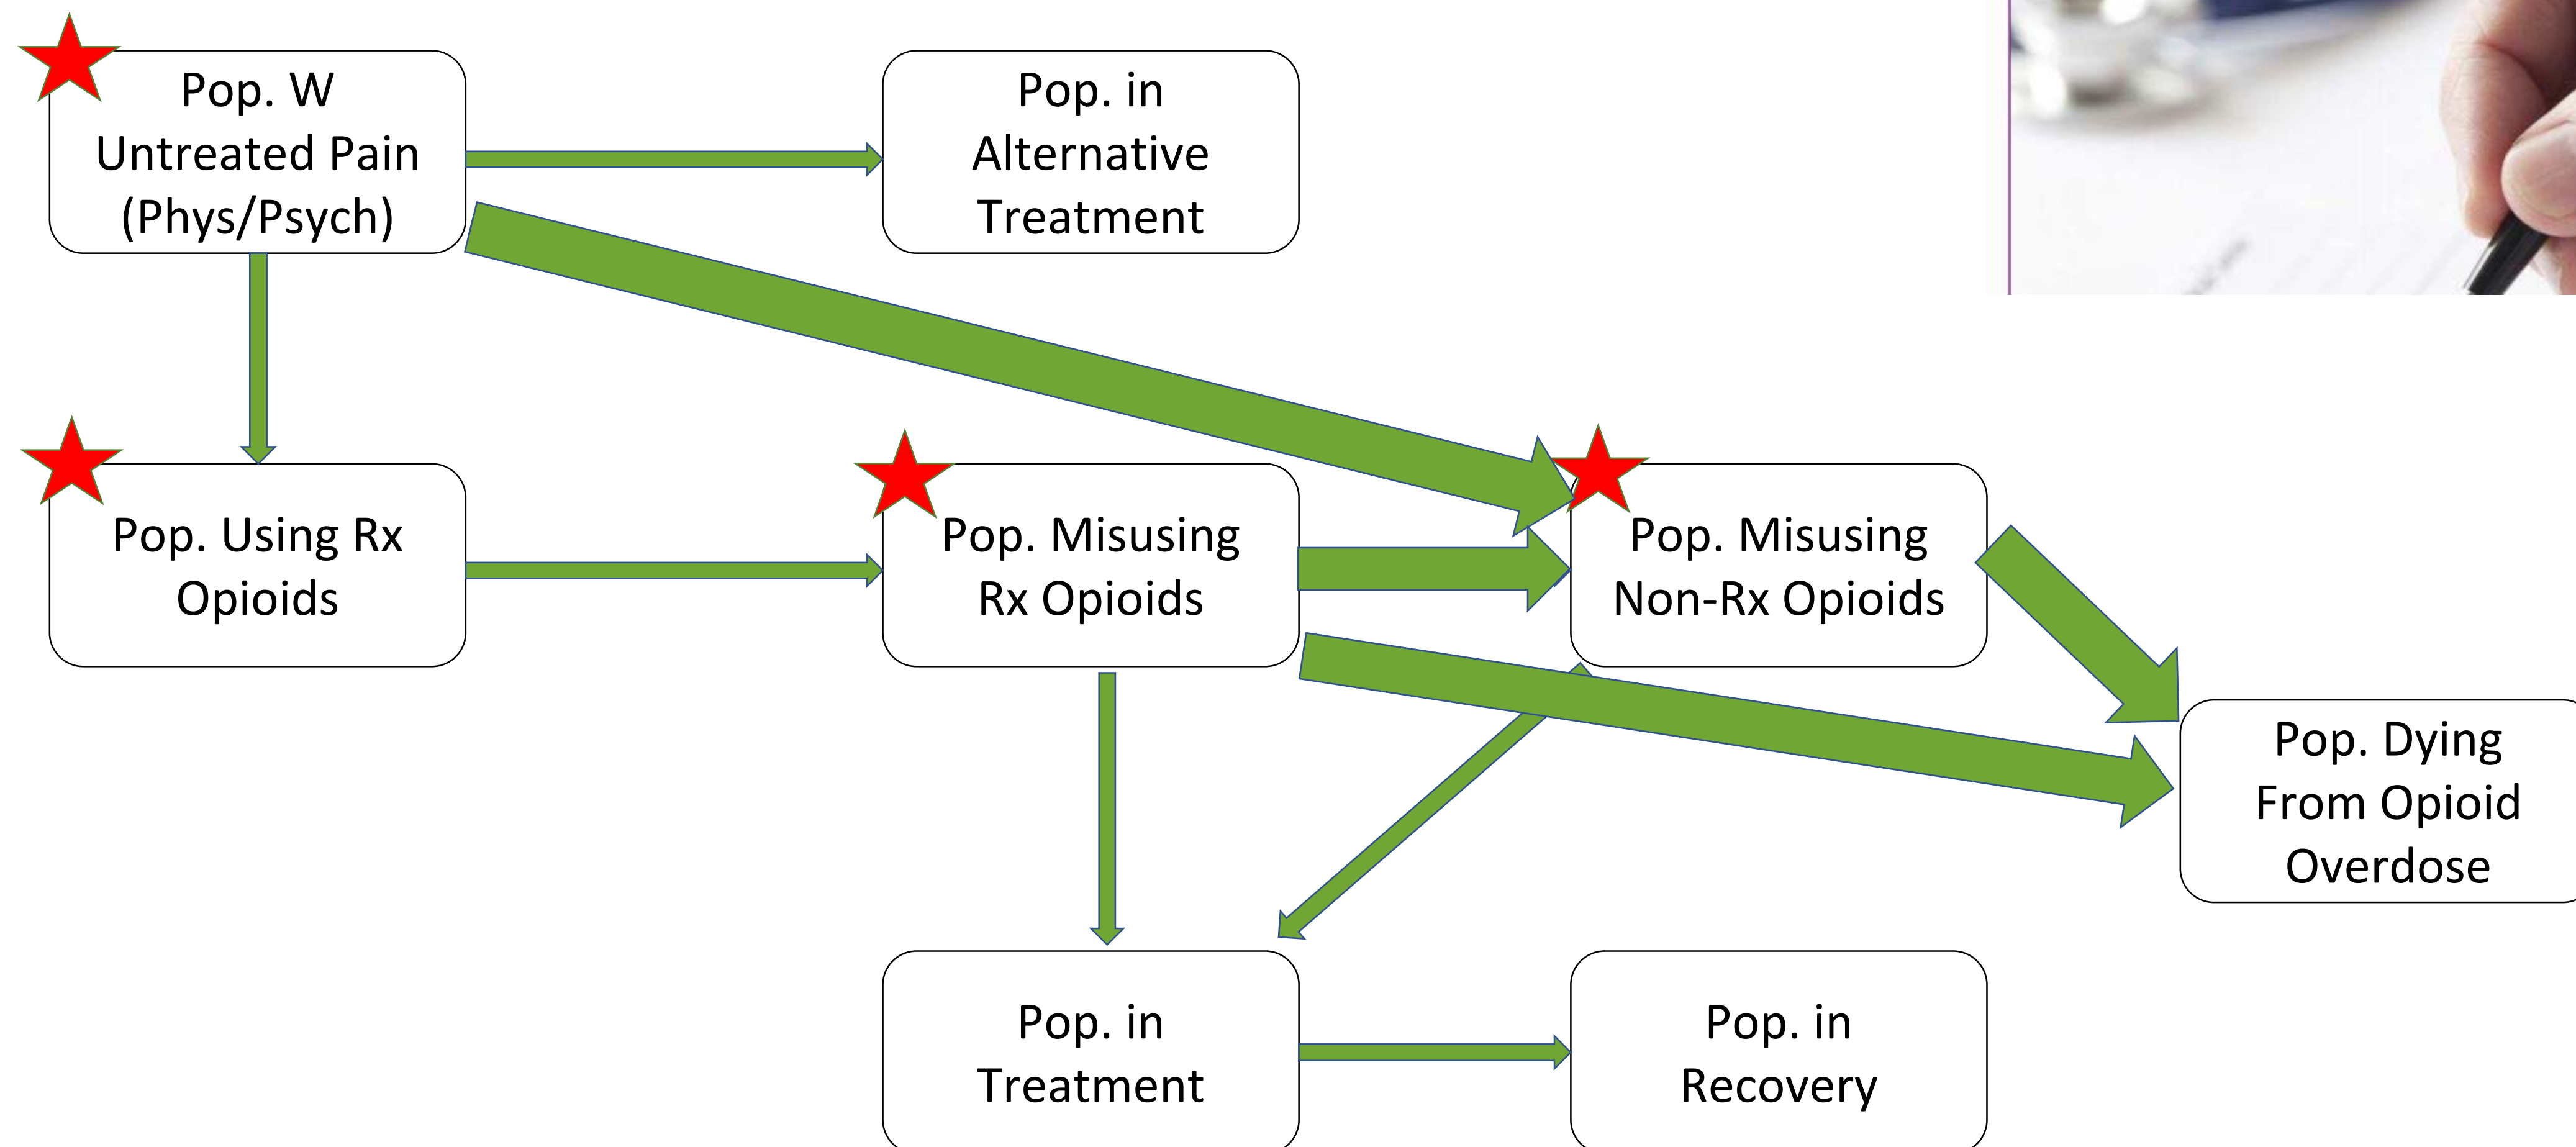 Pop. W
Untreated Pain
(Phys/Psych)
Pop. in
Alternative
Treatment
Pop. Using Rx
Opioids
Pop. Misusing
Rx Opioids
Pop. Misusing
Non-Rx Opioids
Pop. Dying
From Opioid
Overdose
Pop. in
Treatment
Pop. in
Recovery